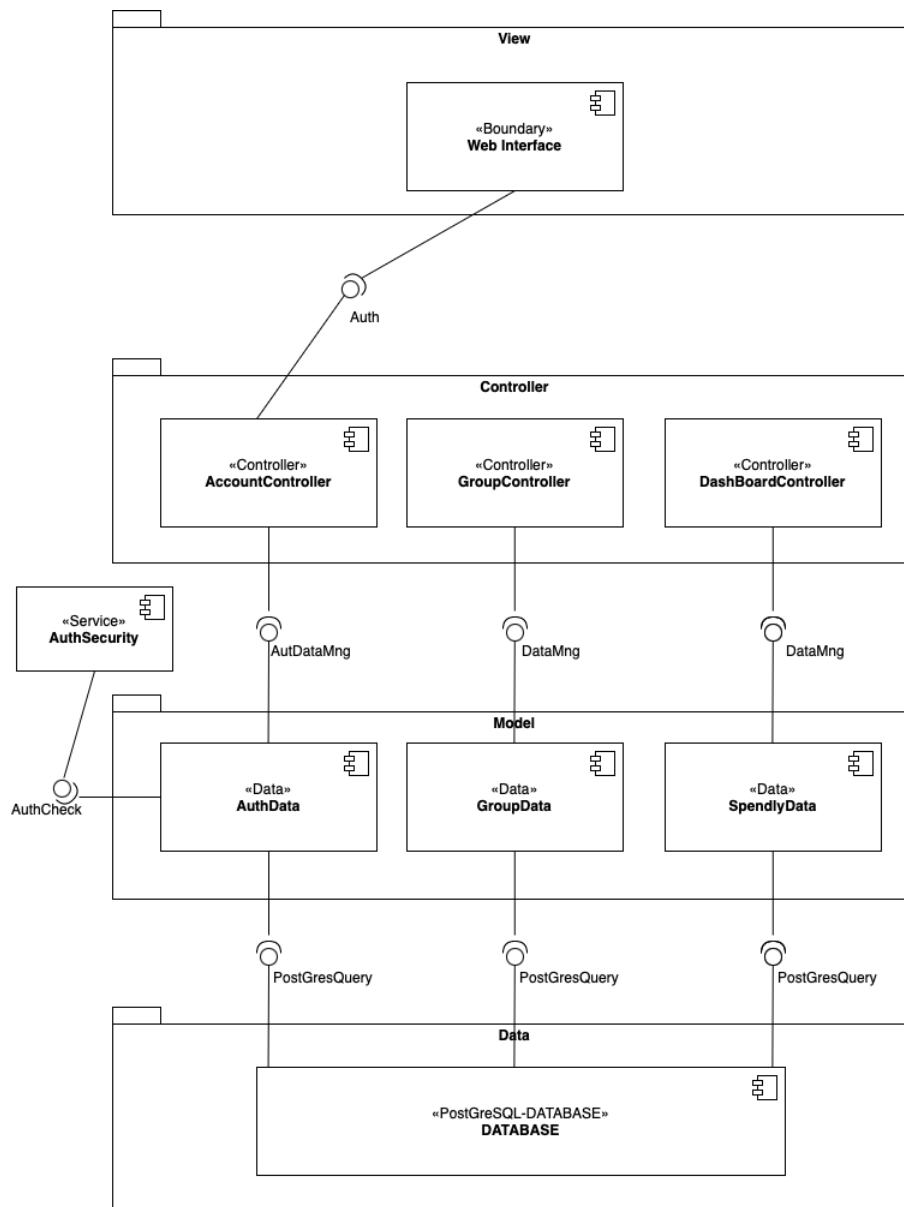 View
«Boundary»
Web Interface
Auth
Controller
«Controller»
AccountController
«Controller»
GroupController
«Controller»
DashBoardController
«Service»
AuthSecurity
AutDataMng
DataMng
DataMng
Model
AuthCheck
«Data»
AuthData
«Data»
GroupData
«Data»
SpendlyData
PostGresQuery
PostGresQuery
PostGresQuery
Data
«PostGreSQL-DATABASE»
DATABASE